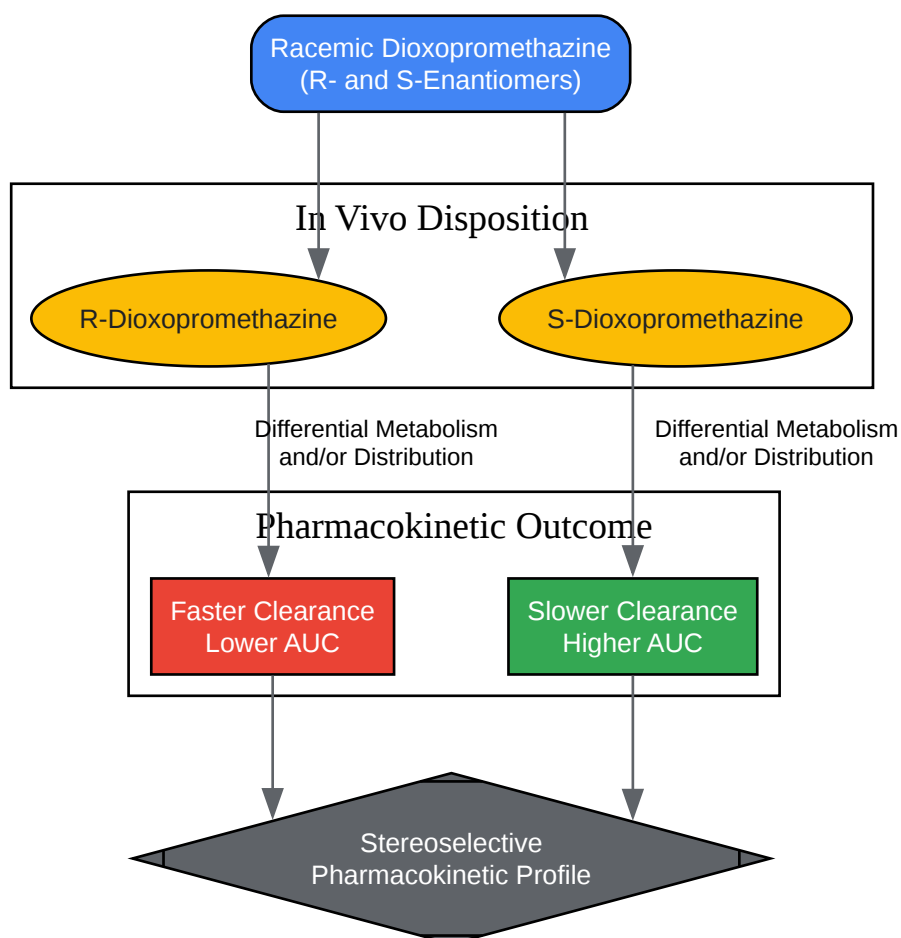 Racemic Dioxopromethazine
(R- and S-Enantiomers)
In Vivo Disposition
R-Dioxopromethazine
S-Dioxopromethazine
Differential Metabolism
and/or Distribution
Differential Metabolism
and/or Distribution
Pharmacokinetic Outcome
Faster Clearance
Lower AUC
Slower Clearance
Higher AUC
Stereoselective
Pharmacokinetic Profile